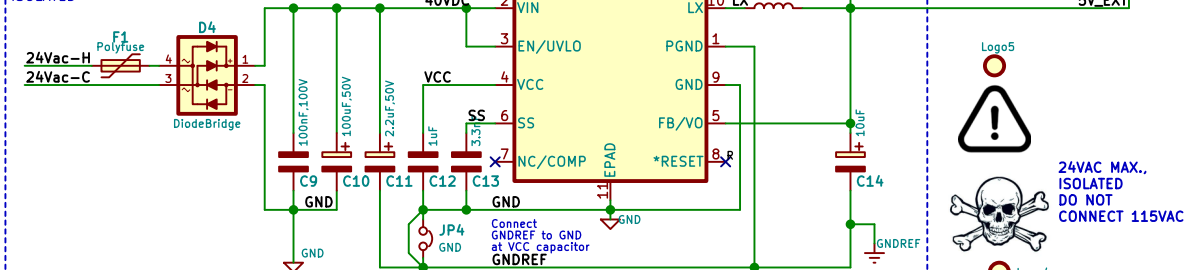 ISOLATED
40VDC
2 VIN
LX 10
LX
5V_EXT
F1
Polyfuse
D4
24Vac-H
4
1
24Vac-C
3
2
DiodeBridge
3 EN/UVLO
PGND 1
VCC
4 VCC
GND 9
SS
6 SS
FB/VO 5
7 NC/COMP
*RESET 8
EPAD
11
100nF,100V
100uF,50V
2.2uF,50V
1uF
3.3n
10uF
C9
C10
C11
C12
C13
C14
GND
GND
GND
GND
JP4
GND
Connect
GNDREF to GND
at VCC capacitor
GNDREF
GNDREF
Logo5
24VAC MAX.,
ISOLATED
DO NOT
CONNECT 115VAC